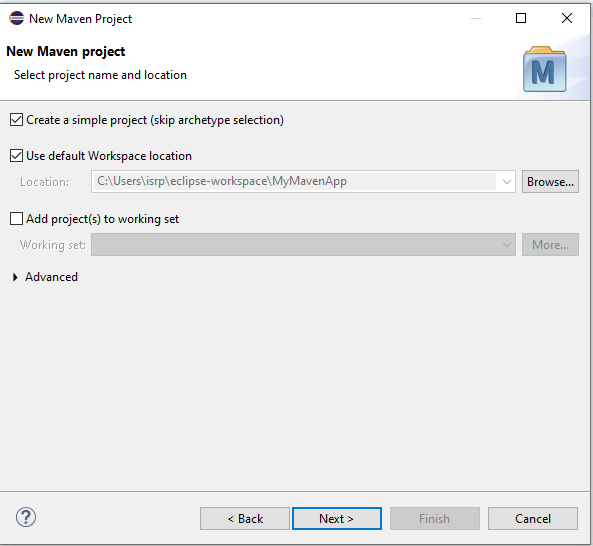 New Maven Project
New Maven project
Select project name and location
M
Create a simple project (skip archetype selection)
Use default Workspace location
Location: C:\Users\isrp\eclipse-workspace\MyMavenApp Browse...
Add project(s) to working set
Working set: More...
Advanced
? < Back Next > Finish Cancel